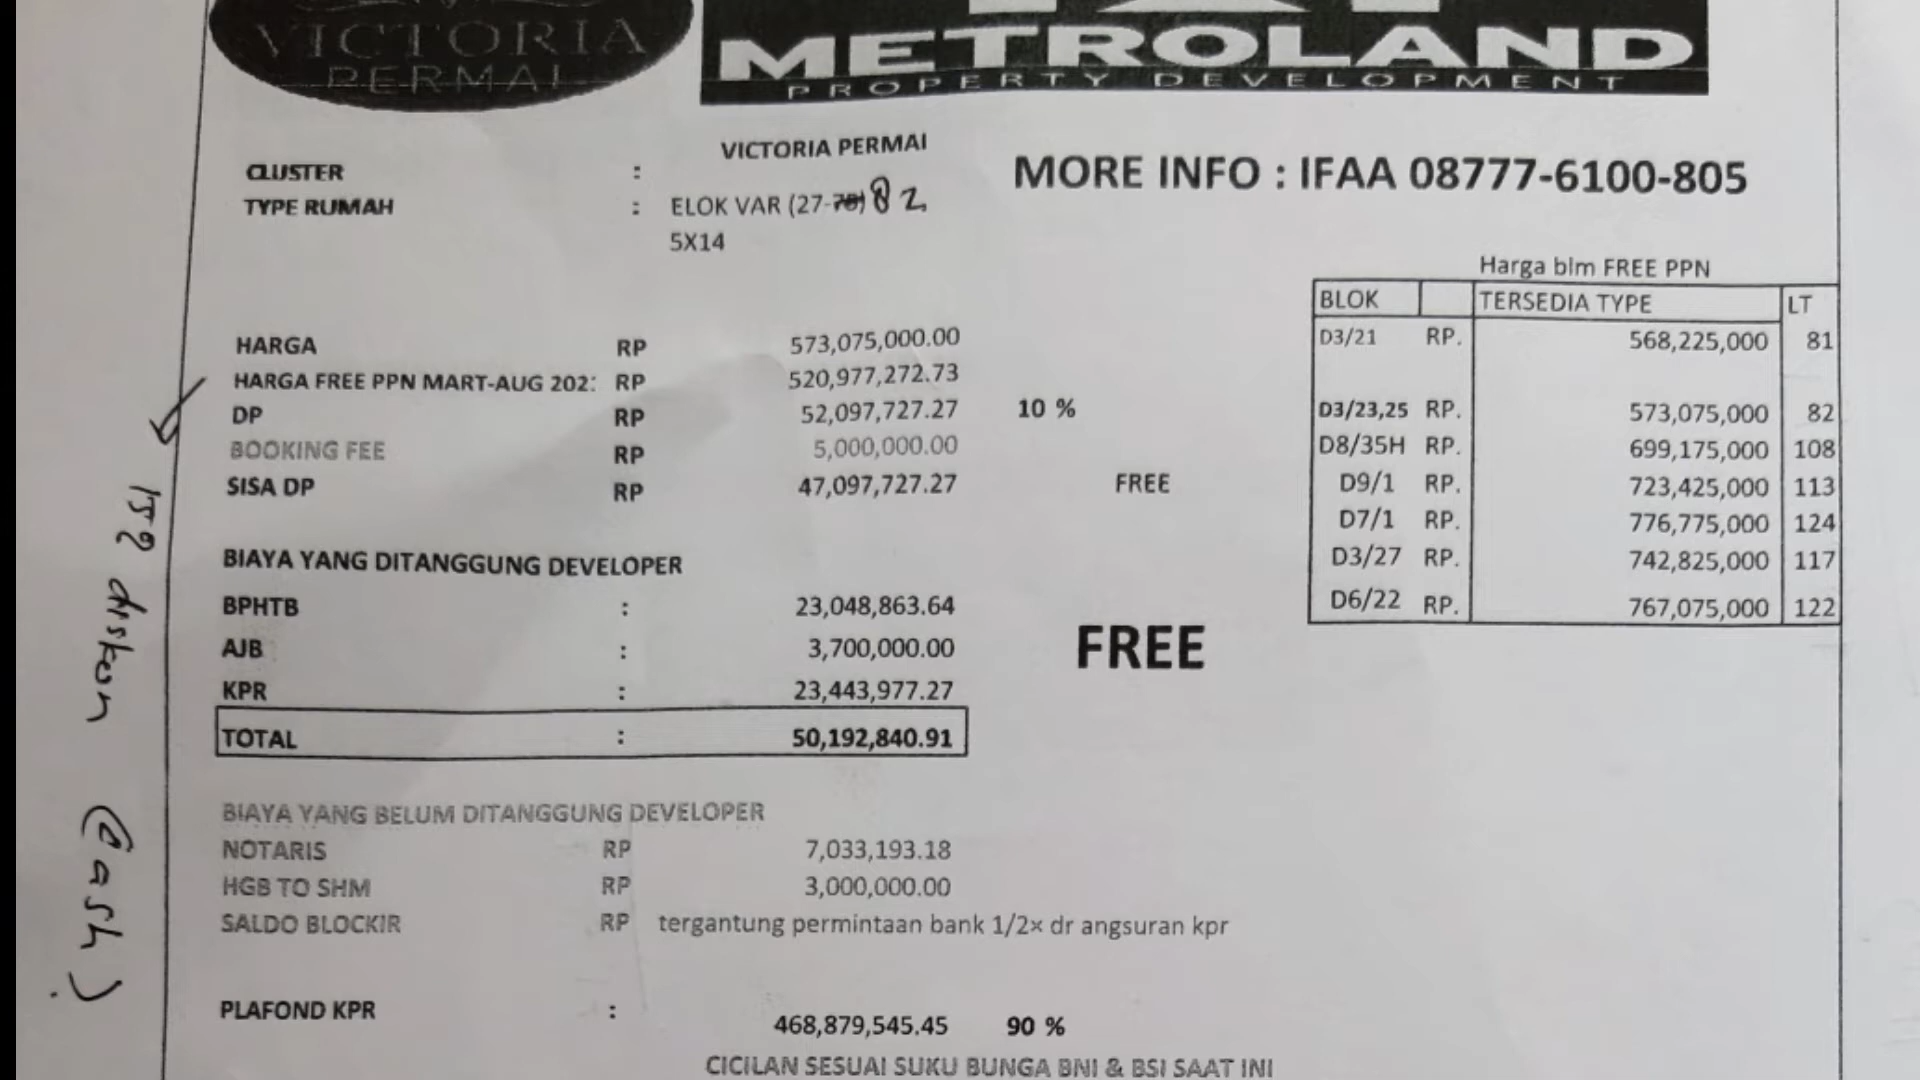 VICTORIA
PERMAI
METROLAND
PROPERTY DEVELOPMENT
CLUSTER : VICTORIA PERMAI
TYPE RUMAH : ELOK VAR (27-78) 82
5X14
MORE INFO : IFAA 08777-6100-805
HARGA RP 573,075,000.00
HARGA FREE PPN MART-AUG 202 RP 520,977,272.73
DP RP 52,097,727.27 10 %
BOOKING FEE RP 5,000,000.00
SISA DP RP 47,097,727.27 FREE
Harga blm FREE PPN
BLOK TERSEDIA TYPE LT
D3/21 RP. 568,225,000 81
D3/23,25 RP. 573,075,000 82
D8/35H RP. 699,175,000 108
D9/1 RP. 723,425,000 113
D7/1 RP. 776,775,000 124
D3/27 RP. 742,825,000 117
D6/22 RP. 767,075,000 122
BIAYA YANG DITANGGUNG DEVELOPER
BPHTB : 23,048,863.64
AJB : 3,700,000.00
KPR : 23,443,977.27
TOTAL : 50,192,840.91
FREE
BIAYA YANG BELUM DITANGGUNG DEVELOPER
NOTARIS RP 7,033,193.18
HGB TO SHM RP 3,000,000.00
SALDO BLOCKIR RP tergantung permintaan bank 1/2x dr angsuran kpr
PLAFOND KPR : 468,879,545.45 90 %
CICILAN SESUAI SUKU BUNGA BNI & BSI SAAT INI
diskon (Cash)